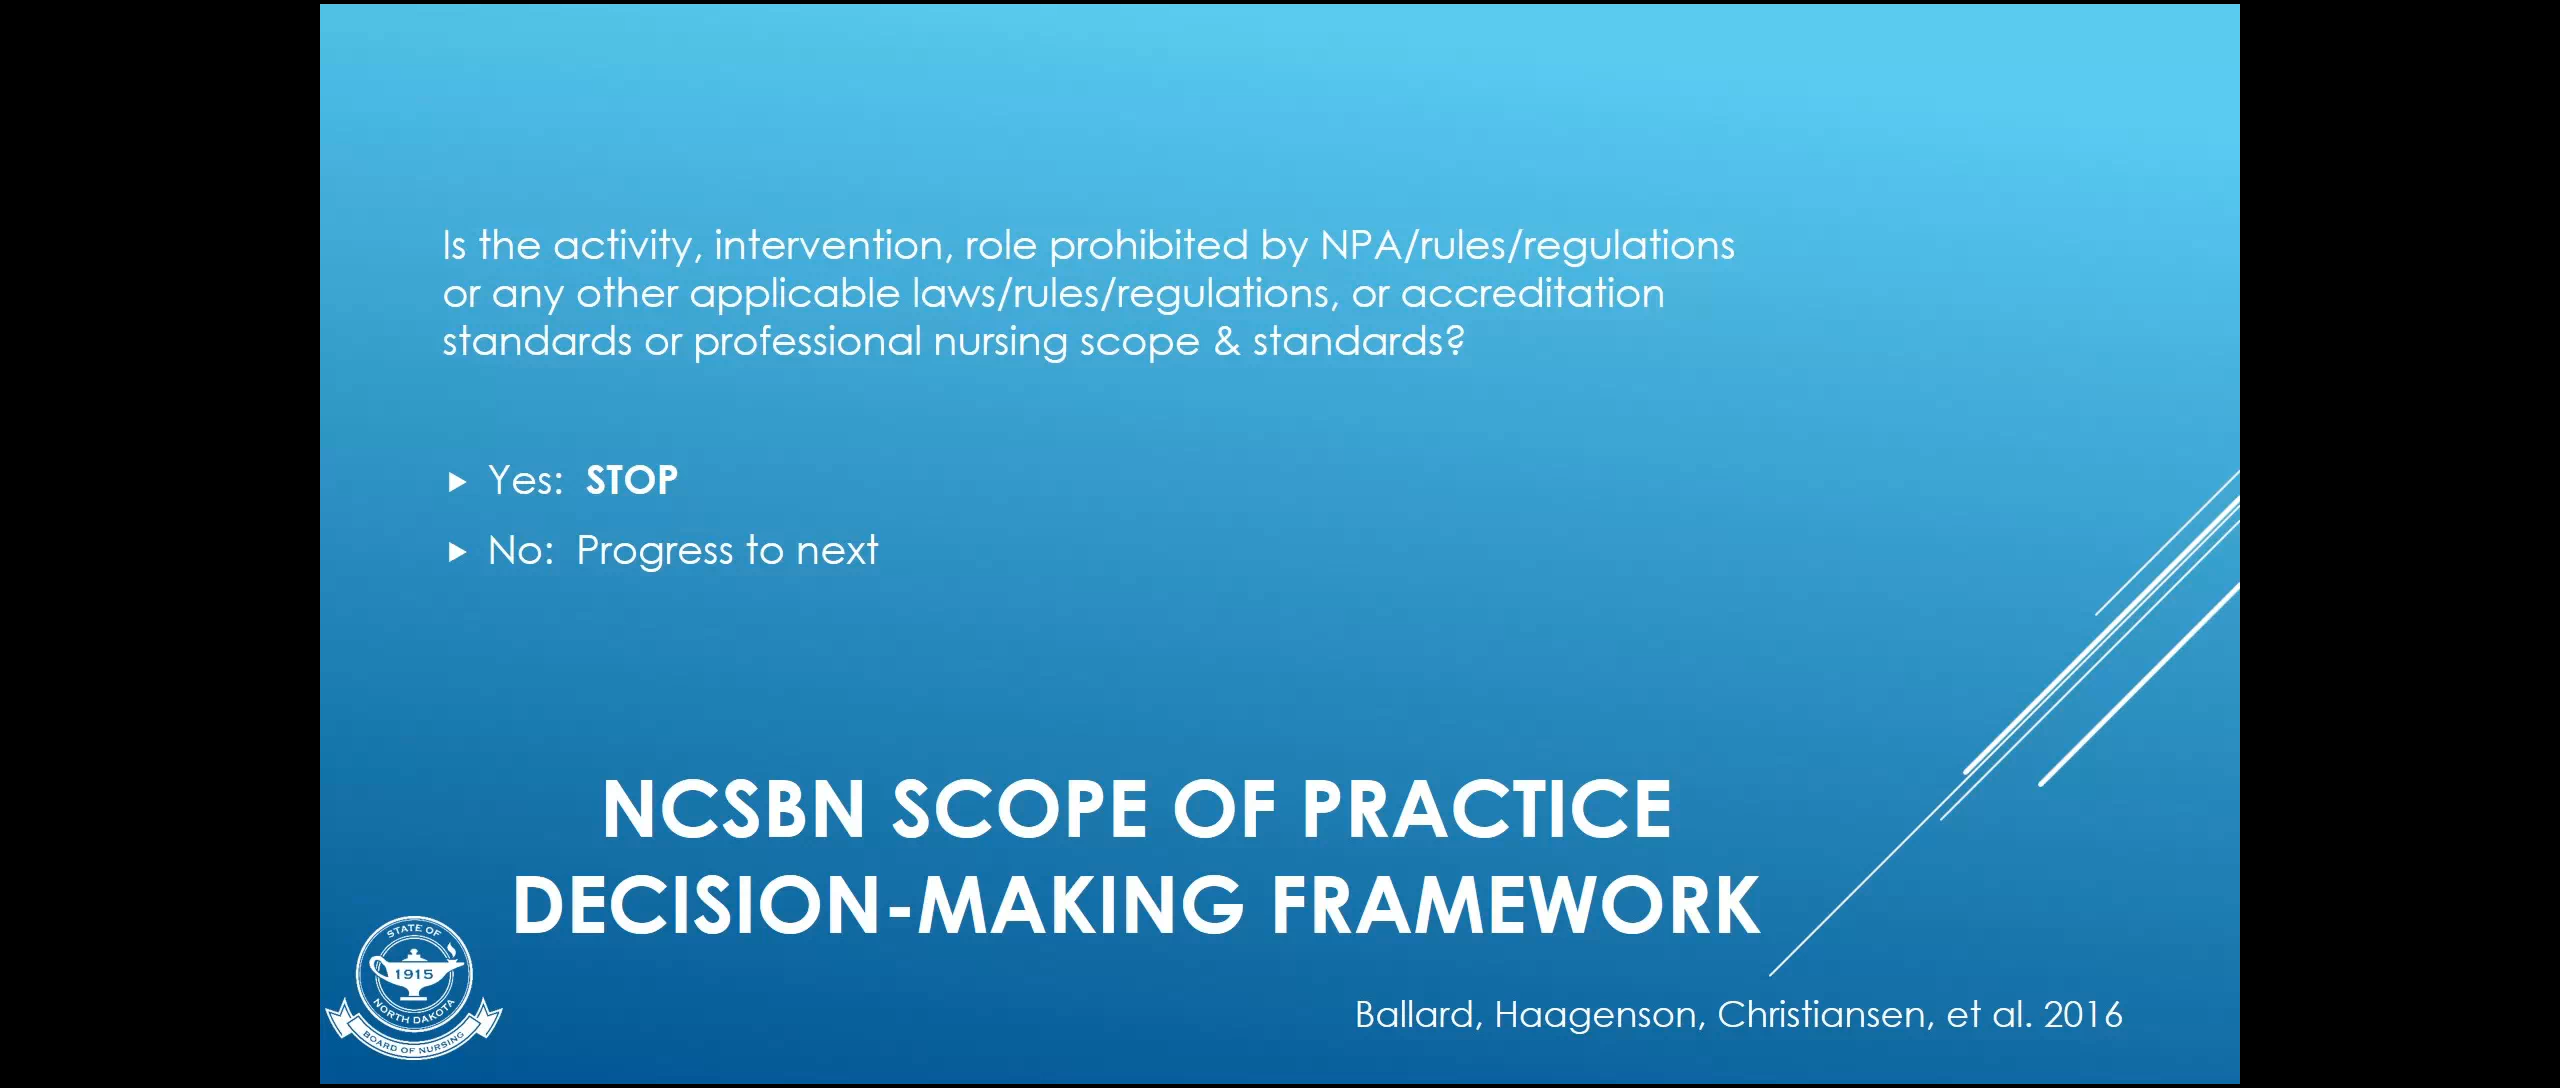 Is the activity, intervention, role prohibited by NPA/rules/regulations
or any other applicable laws/rules/regulations, or accreditation
standards or professional nursing scope & standards?
▶ Yes:  STOP
▶ No:  Progress to next
NCSBN SCOPE OF PRACTICE
DECISION-MAKING FRAMEWORK
STATE OF
1915
NORTH DAKOTA
BOARD OF NURSING
Ballard, Haagenson, Christiansen, et al. 2016